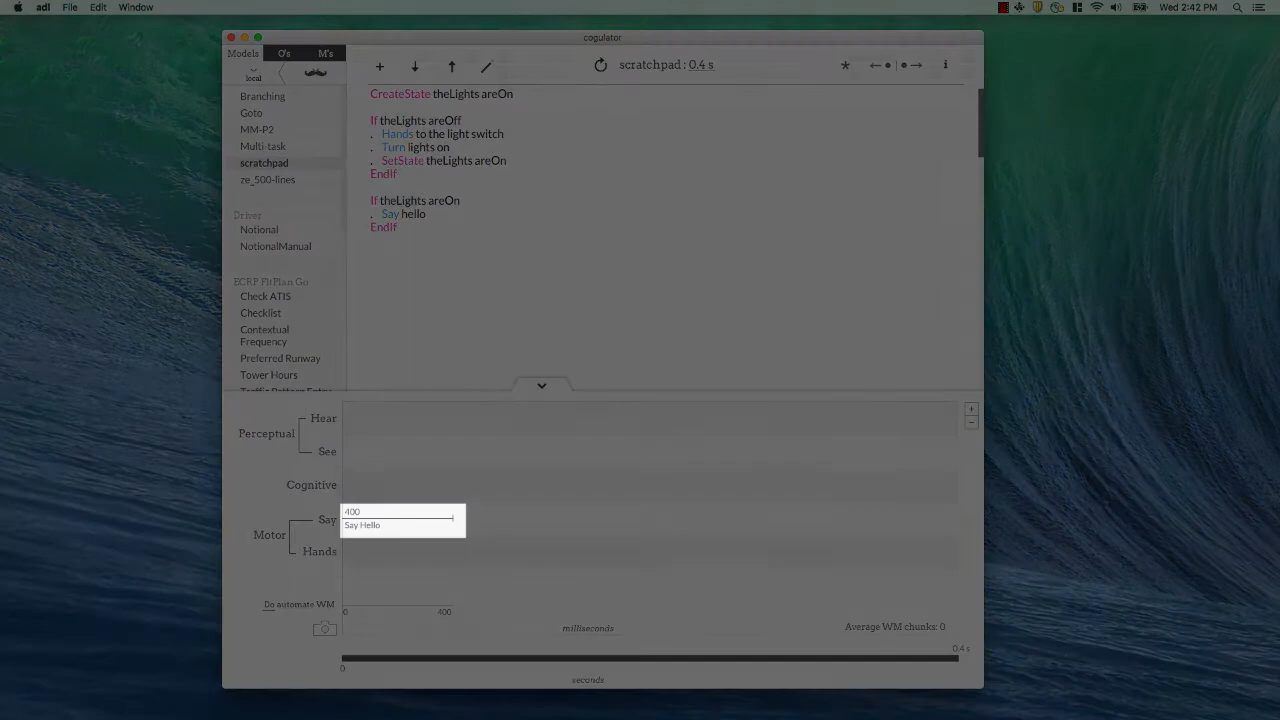 adl File Edit Window
Wed 2:42 PM
cogulator
Models O's M's
local
scratchpad : 0.4 s
i
Branching
Goto
MM-P2
Multi-task
scratchpad
ze_500-lines
Driver
Notional
NotionalManual
ECRP FltPlan Go
Check ATIS
Checklist
Contextual
Frequency
Preferred Runway
Tower Hours
Traffic Pattern Entry
CreateState theLights areOn
If theLights areOff
. Hands to the light switch
. Turn lights on
. SetState theLights areOn
EndIf
If theLights areOn
. Say hello
EndIf
Perceptual
Hear
See
Cognitive
Motor
Say
Hands
400
Say Hello
Do automate WM
0 400
milliseconds
Average WM chunks: 0
0.4 s
0
seconds